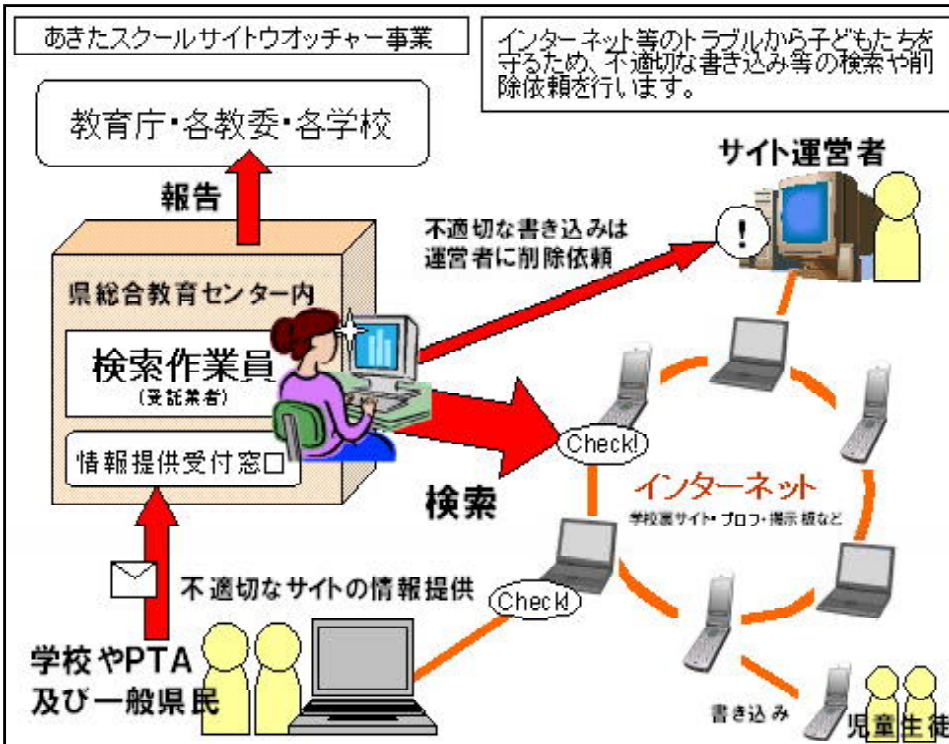 あきたスクールサイトウオッチャー事業
インターネット等のトラブルから子どもたちを
守るため、不適切な書き込み等の検索や削
除依頼を行います。
教育庁・各教委・各学校
報告
サイト運営者
不適切な書き込みは
運営者に削除依頼
!
県総合教育センター内
検索作業員
(受託業者)
情報提供受付窓口
Check!
検索
インターネット
学校裏サイト・プロフ・掲示板など
不適切なサイトの情報提供
Check!
学校やPTA
及び一般県民
書き込み
児童生徒